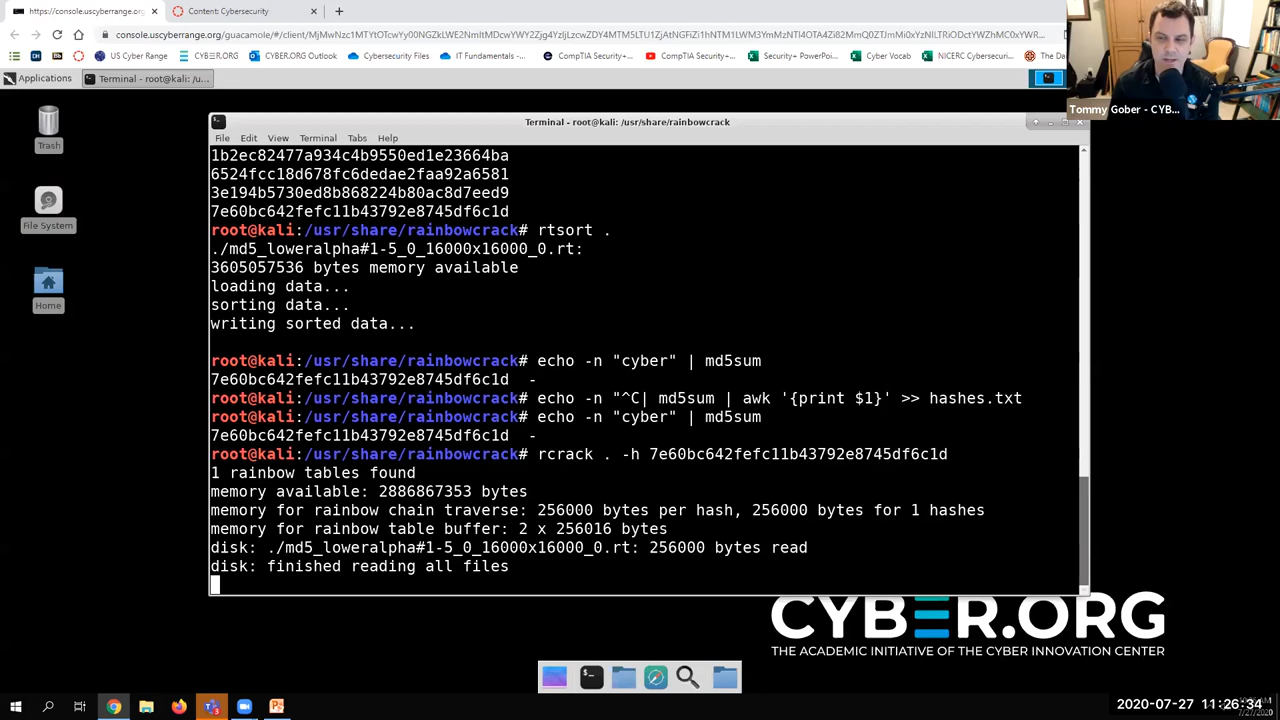 https://console.uscyberrange.org
Content: Cybersecurity
US Cyber Range
CYB≡R.ORG
CYB≡R.ORG Outlook
Cybersecurity Files
IT Fundamentals -...
CompTIA Security+...
CompTIA Security+...
Security+ PowerPoi...
Cyber Vocab
NICERC Cybersecuri...
The Da
Applications
Terminal - root@kali: /u...
Tommy Gober - CYB...
Trash
File System
Home
Terminal - root@kali: /usr/share/rainbowcrack
File Edit View Terminal Tabs Help
1b2ec82477a934c4b9550ed1e23664ba
6524fcc18d678fc6dedae2faa92a6581
3e194b5730ed8b868224b80ac8d7eed9
7e60bc642fefc11b43792e8745df6c1d
root@kali:/usr/share/rainbowcrack# rtsort .
./md5_loweralpha#1-5_0_16000x16000_0.rt:
3605057536 bytes memory available
loading data...
sorting data...
writing sorted data...
root@kali:/usr/share/rainbowcrack# echo -n "cyber" | md5sum
7e60bc642fefc11b43792e8745df6c1d  -
root@kali:/usr/share/rainbowcrack# echo -n "^C| md5sum | awk '{print $1}' >> hashes.txt
root@kali:/usr/share/rainbowcrack# echo -n "cyber" | md5sum
7e60bc642fefc11b43792e8745df6c1d  -
root@kali:/usr/share/rainbowcrack# rcrack . -h 7e60bc642fefc11b43792e8745df6c1d
1 rainbow tables found
memory available: 2886867353 bytes
memory for rainbow chain traverse: 256000 bytes per hash, 256000 bytes for 1 hashes
memory for rainbow table buffer: 2 x 256016 bytes
disk: ./md5_loweralpha#1-5_0_16000x16000_0.rt: 256000 bytes read
disk: finished reading all files
CYBER.ORG
THE ACADEMIC INITIATIVE OF THE CYBER INNOVATION CENTER
2020-07-27 11:26:34